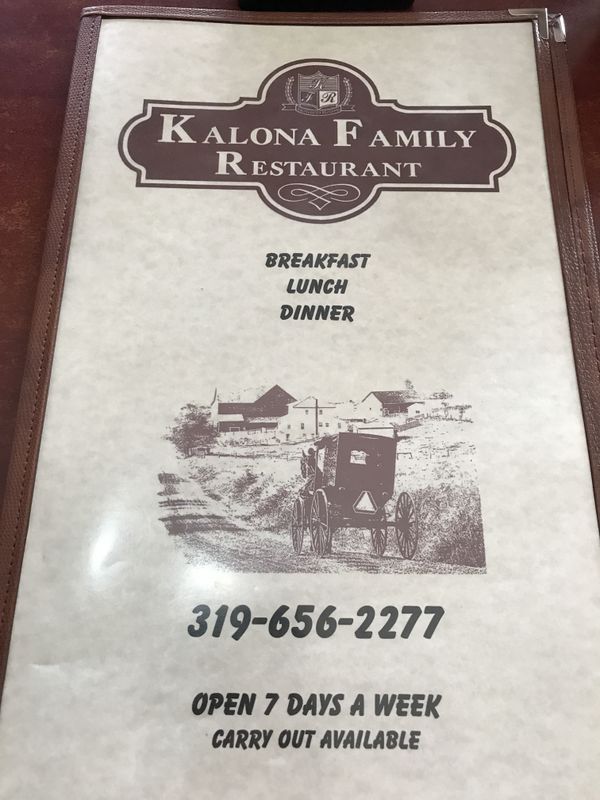 KALONA FAMILY
RESTAURANT
BREAKFAST
LUNCH
DINNER
319-656-2277
OPEN 7 DAYS A WEEK
CARRY OUT AVAILABLE